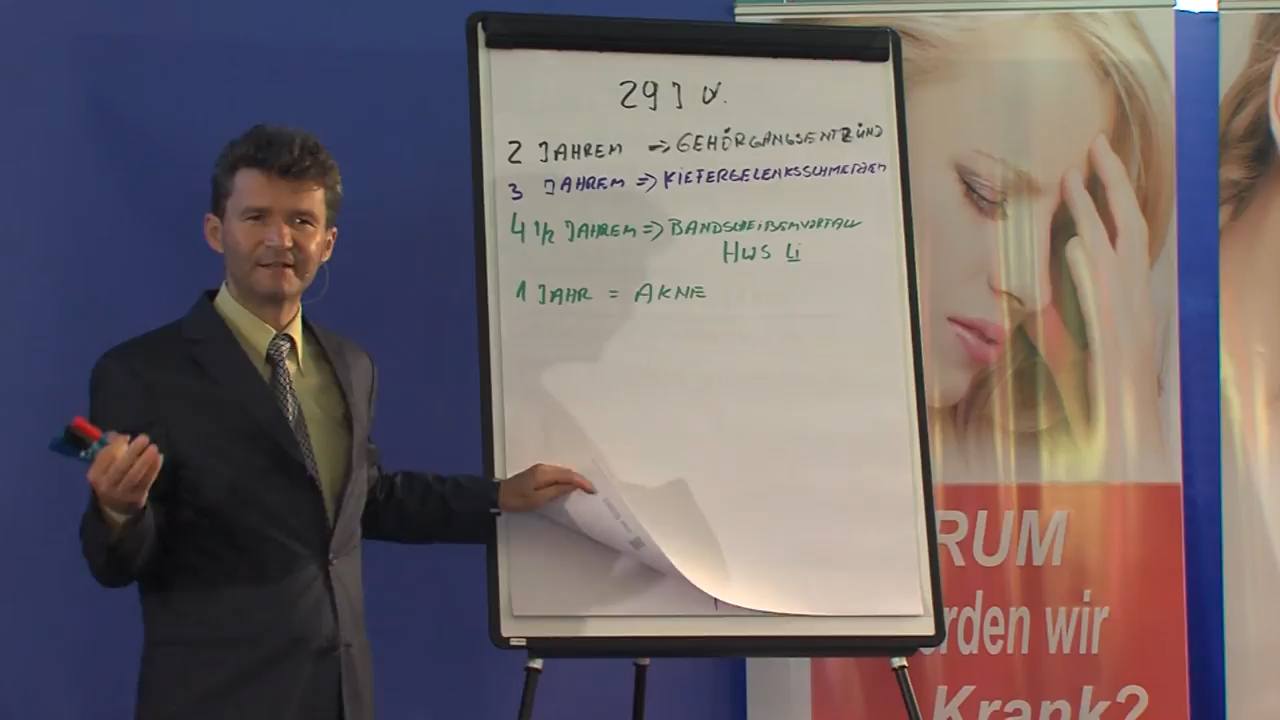 29 J ♂.
2 JAHREN => GEHÖRGANGSENTZÜND
3 JAHREN => KIEFERGELENKSSCHMERZEN
4 1/2 JAHREN => BANDSCHEIBENVORFALL
HWS li
1 JAHR = AKNE
RUM
rden wir
Krank?